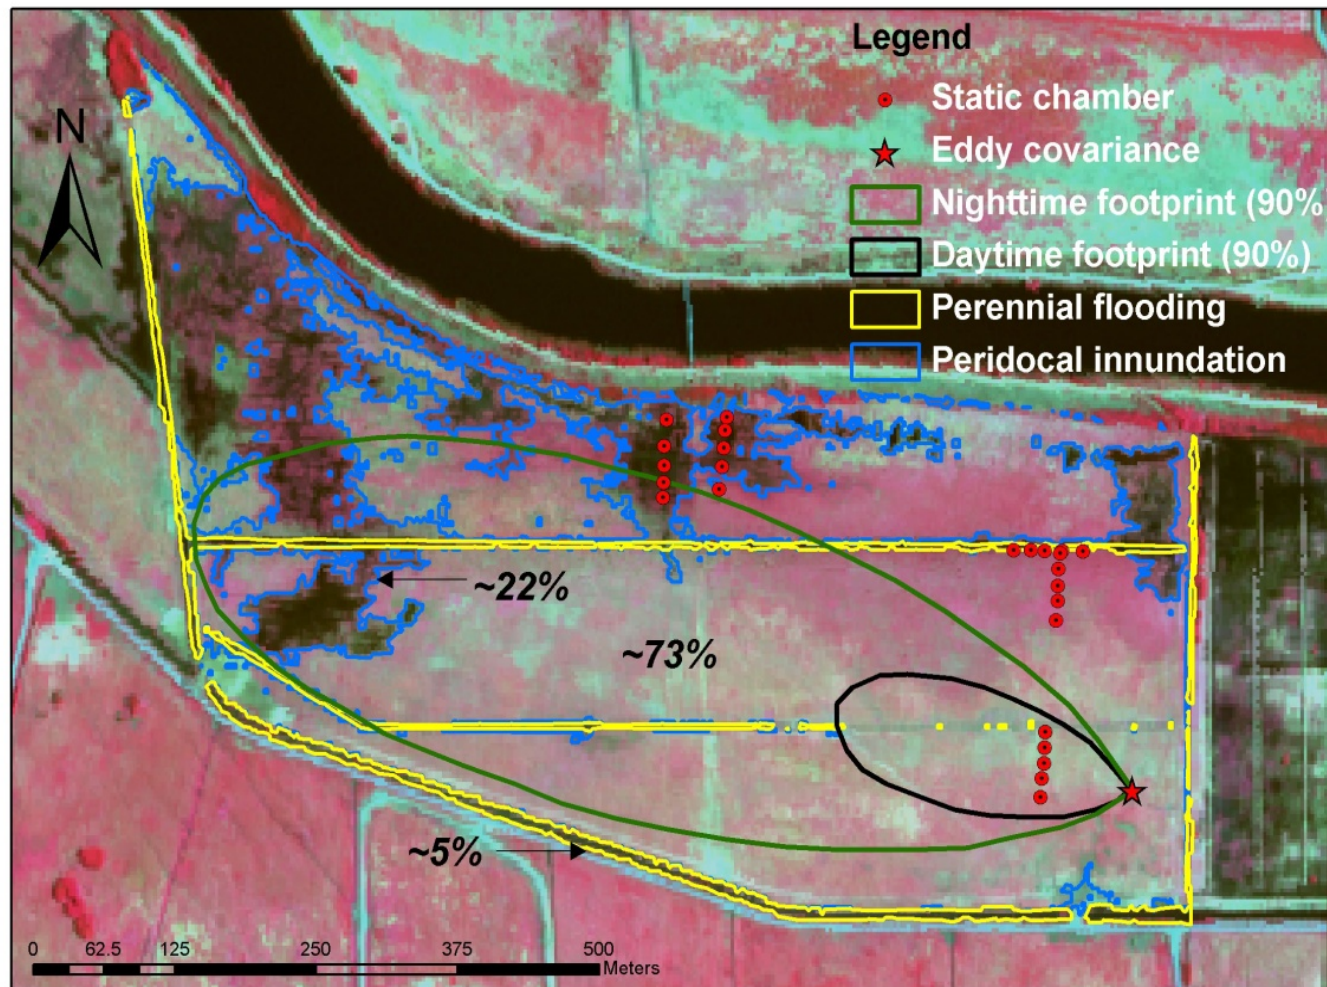 Legend
Static chamber
Eddy covariance
Nighttime footprint (90%
Daytime footprint (90%)
Perennial flooding
Peridocal innundation
N
~22%
~73%
~5%
0 62.5 125 250 375 500
Meters